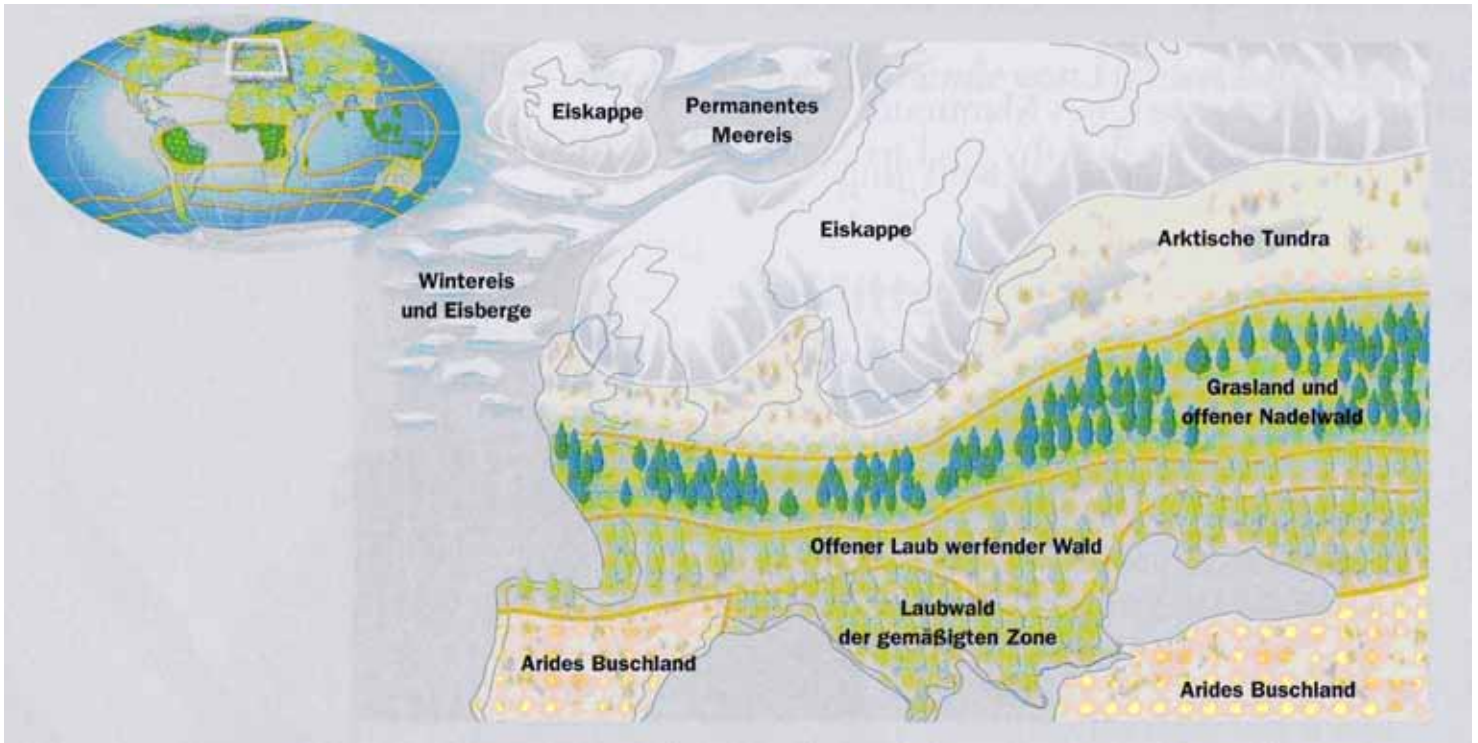 Eiskappe
Permanentes
Meereis
Eiskappe
Arktische Tundra
Wintereis
und Eisberge
Grasland und
offener Nadelwald
Offener Laub werfender Wald
Laubwald
der gemäßigten Zone
Arides Buschland
Arides Buschland